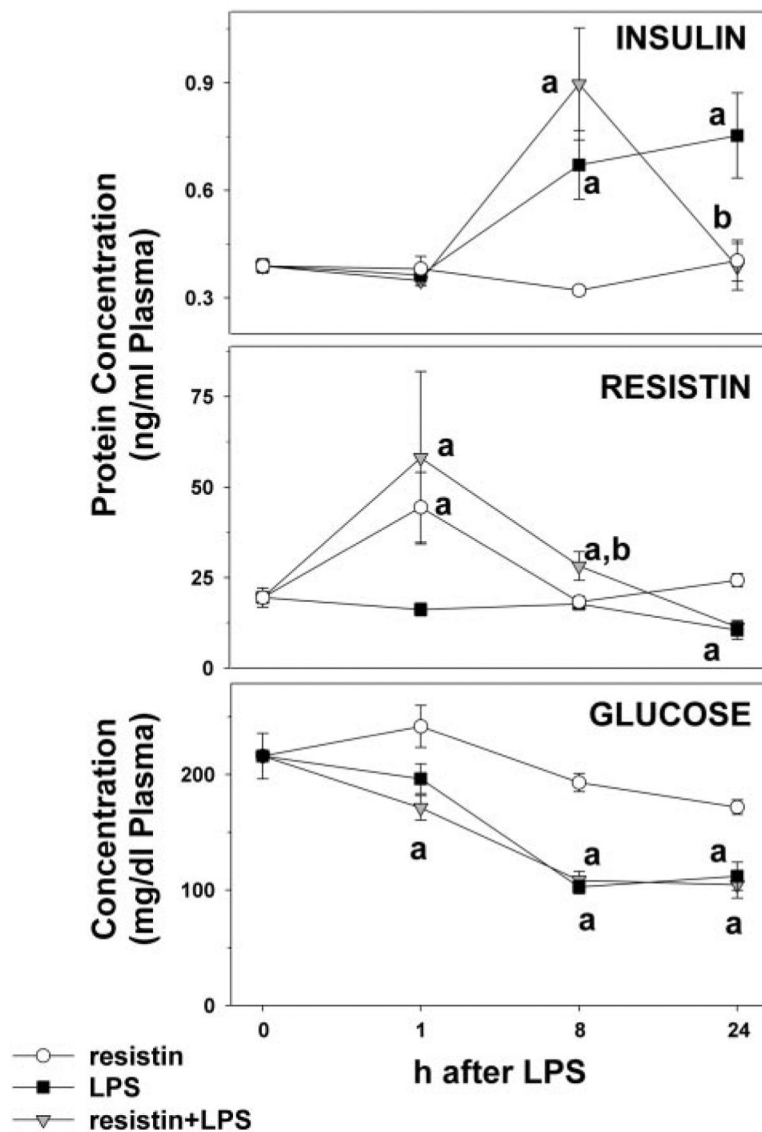 INSULIN
0.9
0.6
0.3
a
a
a
b
Protein Concentration
(ng/ml Plasma)
RESISTIN
75
50
25
0
a
a
a,b
a
GLUCOSE
Concentration
(mg/dl Plasma)
200
100
0
a
a
a
a
a
0 1 8 24
h after LPS
resistin
LPS
resistin+LPS